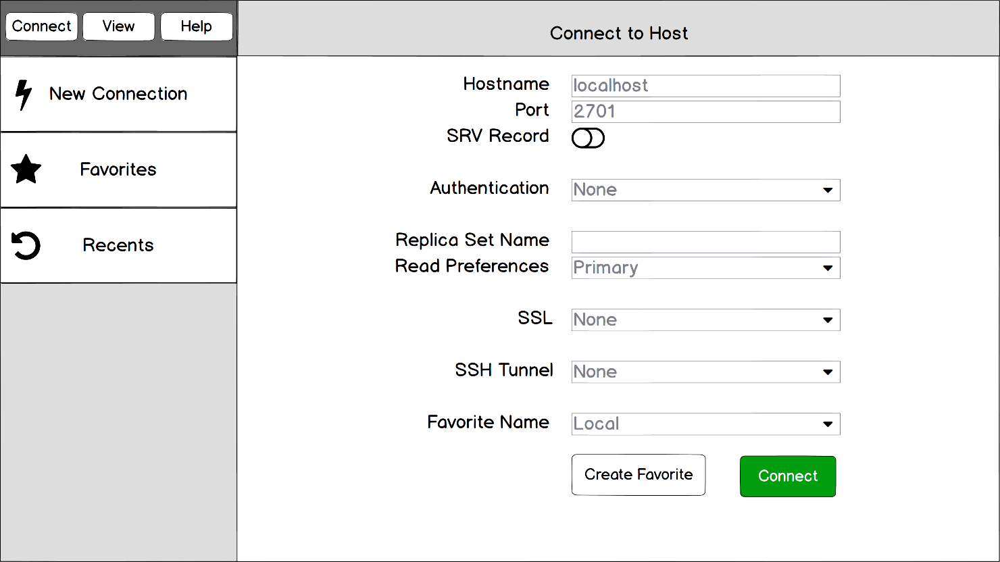 Connect View Help
Connect to Host
New Connection
Favorites
Recents
Hostname localhost
Port 2701
SRV Record
Authentication None
Replica Set Name
Read Preferences Primary
SSL None
SSH Tunnel None
Favorite Name Local
Create Favorite Connect